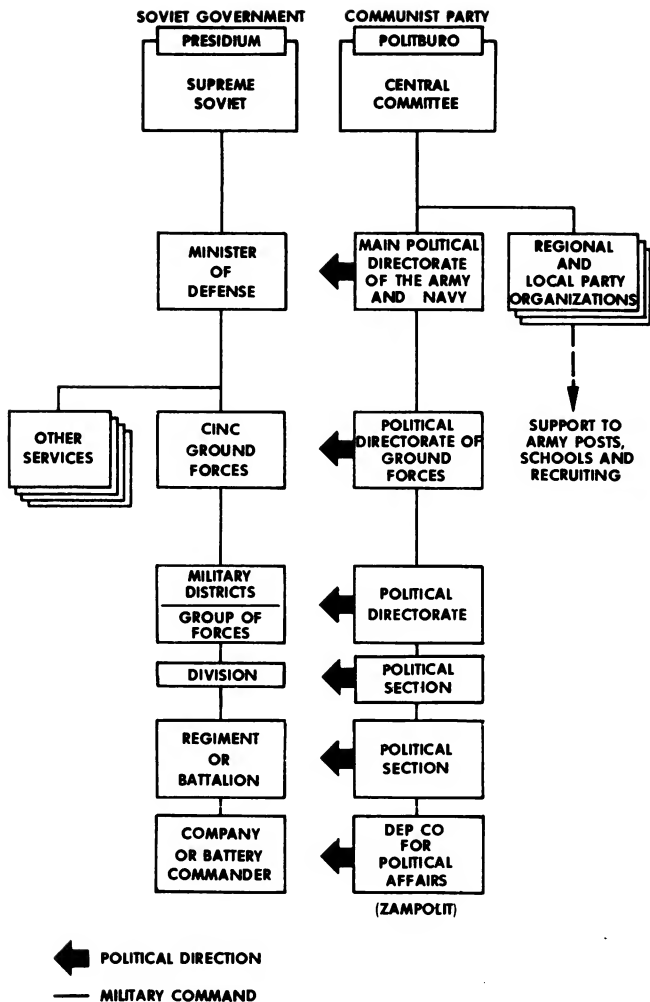 SOVIET GOVERNMENT
PRESIDIUM
SUPREME
SOVIET
COMMUNIST PARTY
POLITBURO
CENTRAL
COMMITTEE
MINISTER
OF
DEFENSE
MAIN POLITICAL
DIRECTORATE
OF THE ARMY
AND NAVY
REGIONAL
AND
LOCAL PARTY
ORGANIZATIONS
OTHER
SERVICES
CINC
GROUND
FORCES
POLITICAL
DIRECTORATE OF
GROUND
FORCES
SUPPORT TO
ARMY POSTS,
SCHOOLS AND
RECRUITING
MILITARY
DISTRICTS
GROUP OF
FORCES
POLITICAL
DIRECTORATE
DIVISION
POLITICAL
SECTION
REGIMENT
OR
BATTALION
POLITICAL
SECTION
COMPANY
OR BATTERY
COMMANDER
DEP CO
FOR
POLITICAL
AFFAIRS
(ZAMPOLIT)
POLITICAL DIRECTION
MILITARY COMMAND